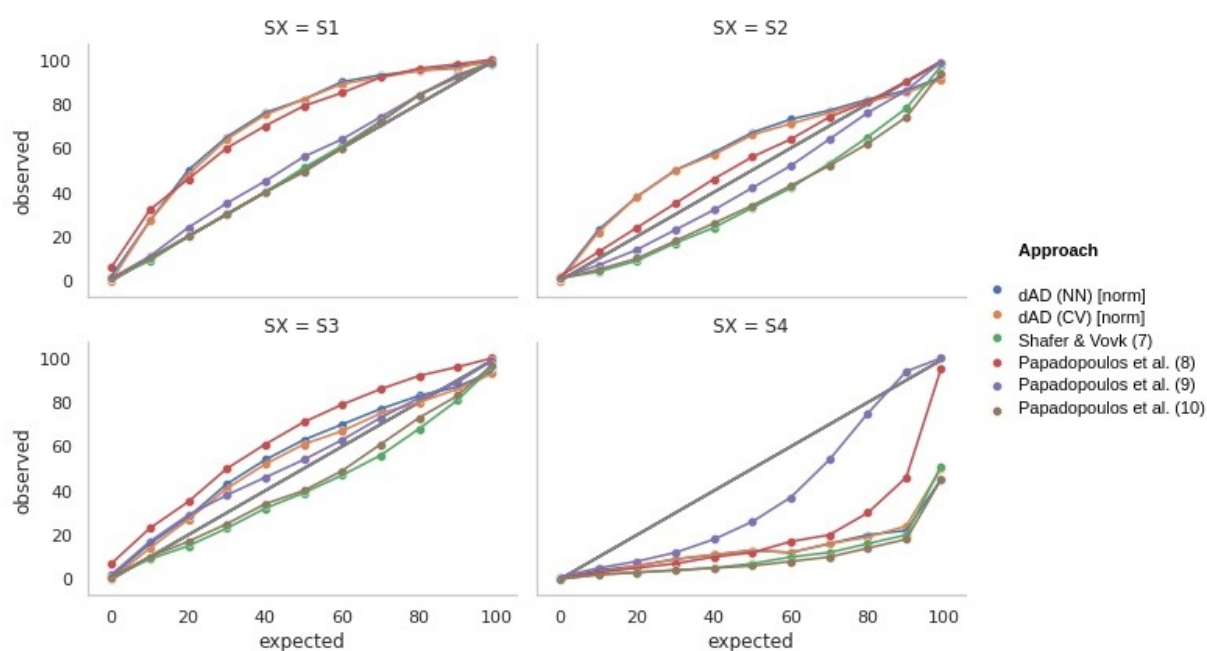 SX = S1
SX = S2
100
80
60
40
20
0
observed
SX = S3
SX = S4
100
80
60
40
20
0
observed
0 20 40 60 80 100
expected
0 20 40 60 80 100
expected
Approach
dAD (NN) [norm]
dAD (CV) [norm]
Shafer & Vovk (7)
Papadopoulos et al. (8)
Papadopoulos et al. (9)
Papadopoulos et al. (10)